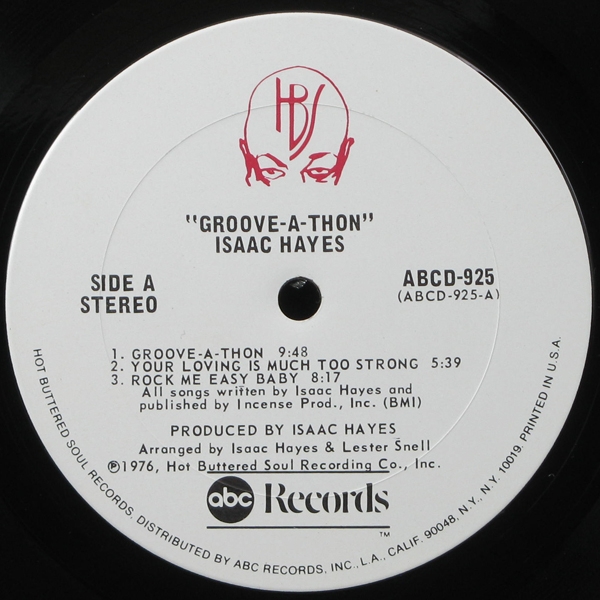 HBS
"GROOVE-A-THON"
ISAAC HAYES
SIDE A
STEREO
ABCD-925
(ABCD-925-A)
1. GROOVE-A-THON 9:48
2. YOUR LOVING IS MUCH TOO STRONG 5:39
3. ROCK ME EASY BABY 8:17
All songs written by Isaac Hayes and
published by Incense Prod., Inc. (BMI)
PRODUCED BY ISAAC HAYES
Arranged by Isaac Hayes & Lester Snell
℗1976, Hot Buttered Soul Recording Co., Inc.
abc Records
™
HOT BUTTERED SOUL RECORDS, DISTRIBUTED BY ABC RECORDS, INC., L.A., CALIF. 90048, N.Y., N.Y. 10019. PRINTED IN U.S.A.